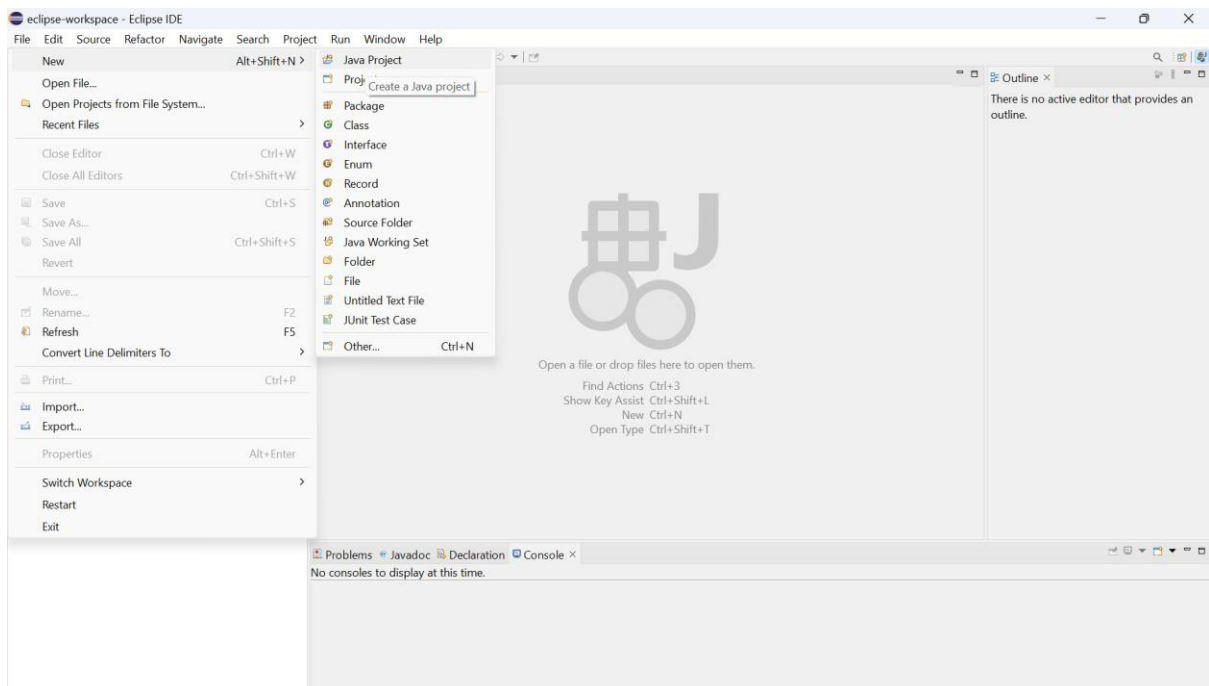 eclipse-workspace - Eclipse IDE
File Edit Source Refactor Navigate Search Project Run Window Help
New Alt+Shift+N >
Open File...
Open Projects from File System...
Recent Files >
Close Editor Ctrl+W
Close All Editors Ctrl+Shift+W
Save Ctrl+S
Save As...
Save All Ctrl+Shift+S
Revert
Move...
Rename... F2
Refresh F5
Convert Line Delimiters To >
Print... Ctrl+P
Import...
Export...
Properties Alt+Enter
Switch Workspace >
Restart
Exit
Java Project
Create a Java project
Package
Class
Interface
Enum
Record
Annotation
Source Folder
Java Working Set
Folder
File
Untitled Text File
JUnit Test Case
Other... Ctrl+N
Open a file or drop files here to open them.
Find Actions Ctrl+3
Show Key Assist Ctrl+Shift+L
New Ctrl+N
Open Type Ctrl+Shift+T
Outline
There is no active editor that provides an
outline.
Problems Javadoc Declaration Console
No consoles to display at this time.